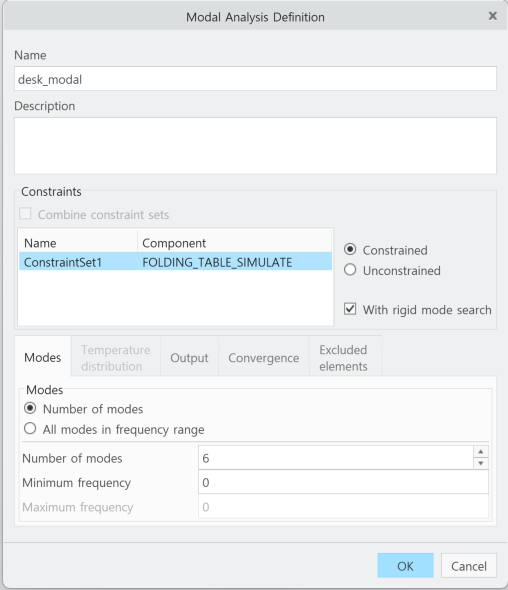 Modal Analysis Definition
Name
desk_modal
Description
Constraints
Combine constraint sets
Name Component
ConstraintSet1 FOLDING_TABLE_SIMULATE
Constrained
Unconstrained
With rigid mode search
Modes Temperature distribution Output Convergence Excluded elements
Modes
Number of modes
All modes in frequency range
Number of modes 6
Minimum frequency 0
Maximum frequency 0
OK Cancel